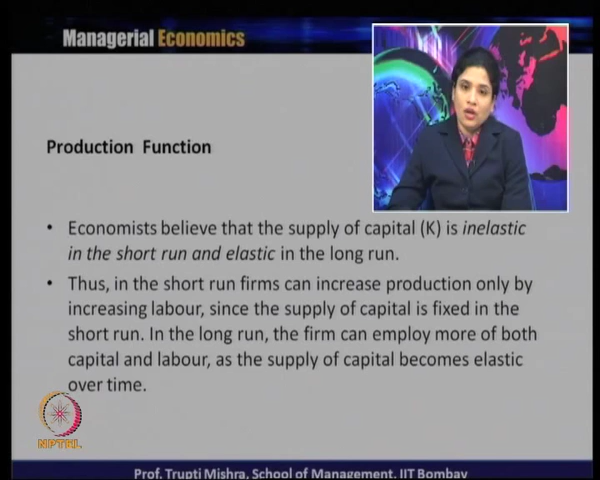 Managerial Economics
Production Function
• Economists believe that the supply of capital (K) is inelastic
in the short run and elastic in the long run.
• Thus, in the short run firms can increase production only by
increasing labour, since the supply of capital is fixed in the
short run. In the long run, the firm can employ more of both
capital and labour, as the supply of capital becomes elastic
over time.
NPTEL
Prof. Trupti Mishra, School of Management, IIT Bombay